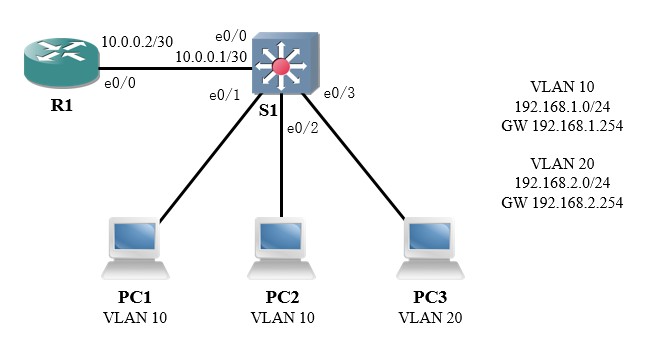 e0/0
10.0.0.2/30
10.0.0.1/30
e0/0
R1
e0/1
S1
e0/3
e0/2
VLAN 10
192.168.1.0/24
GW 192.168.1.254
VLAN 20
192.168.2.0/24
GW 192.168.2.254
PC1
VLAN 10
PC2
VLAN 10
PC3
VLAN 20